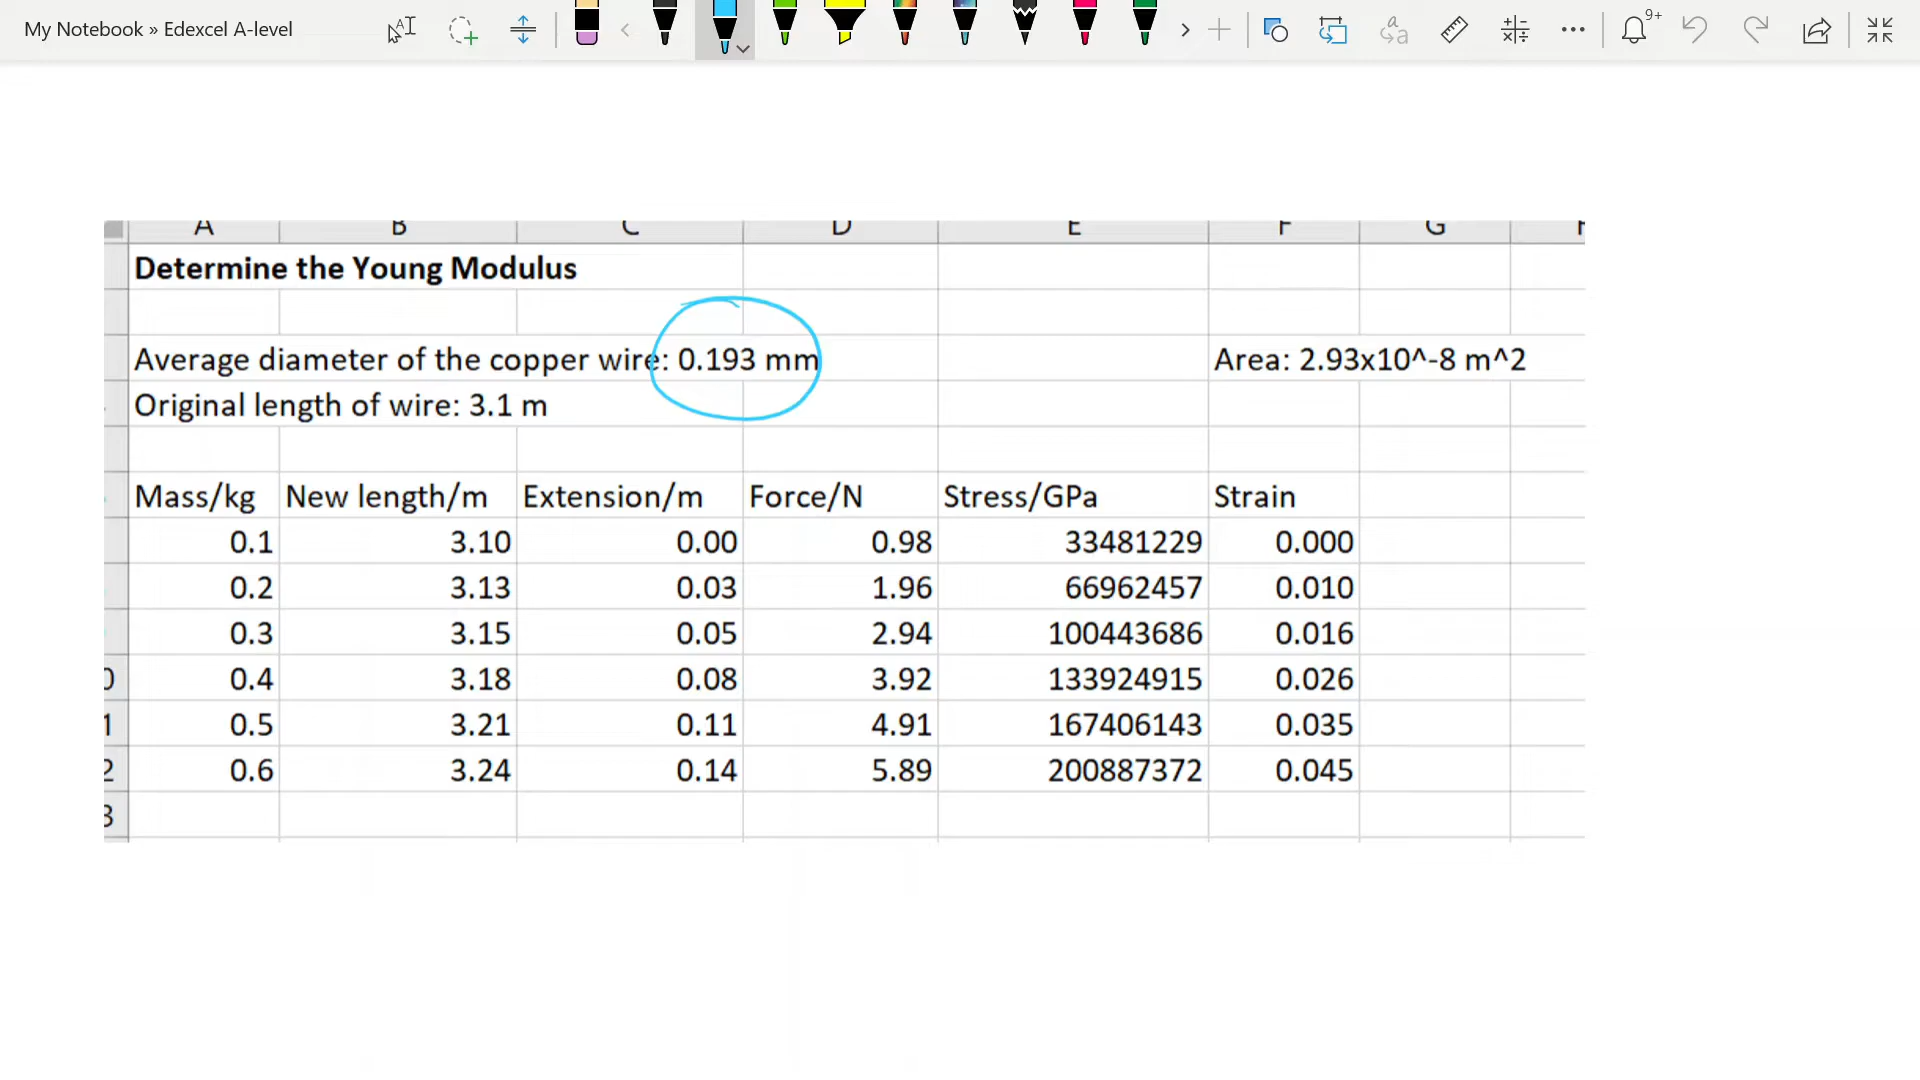 My Notebook » Edexcel A-level
9+
A B C D E F G
Determine the Young Modulus
Average diameter of the copper wire: 0.193 mm Area: 2.93x10^-8 m^2
Original length of wire: 3.1 m
Mass/kg New length/m Extension/m Force/N Stress/GPa Strain
0.1 3.10 0.00 0.98 33481229 0.000
0.2 3.13 0.03 1.96 66962457 0.010
0.3 3.15 0.05 2.94 100443686 0.016
0 0.4 3.18 0.08 3.92 133924915 0.026
1 0.5 3.21 0.11 4.91 167406143 0.035
2 0.6 3.24 0.14 5.89 200887372 0.045
3